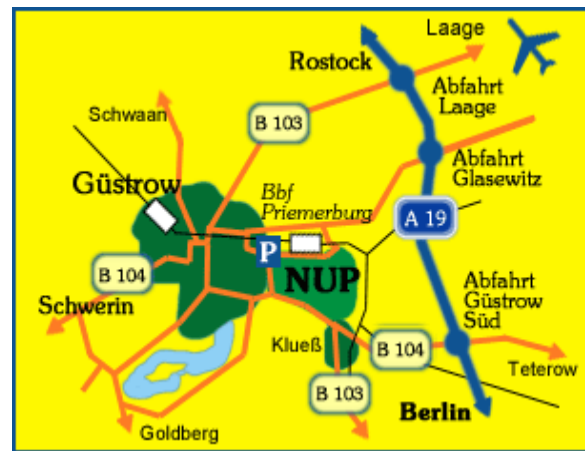 Laage
Rostock
Abfahrt
Laage
Schwaan
B 103
Abfahrt
Glasewitz
Güstrow
Bbf
Priemerburg
A 19
P
B 104
NUP
Schwerin
Abfahrt
Güstrow
Süd
Klueß
B 104
Teterow
B 103
Berlin
Goldberg